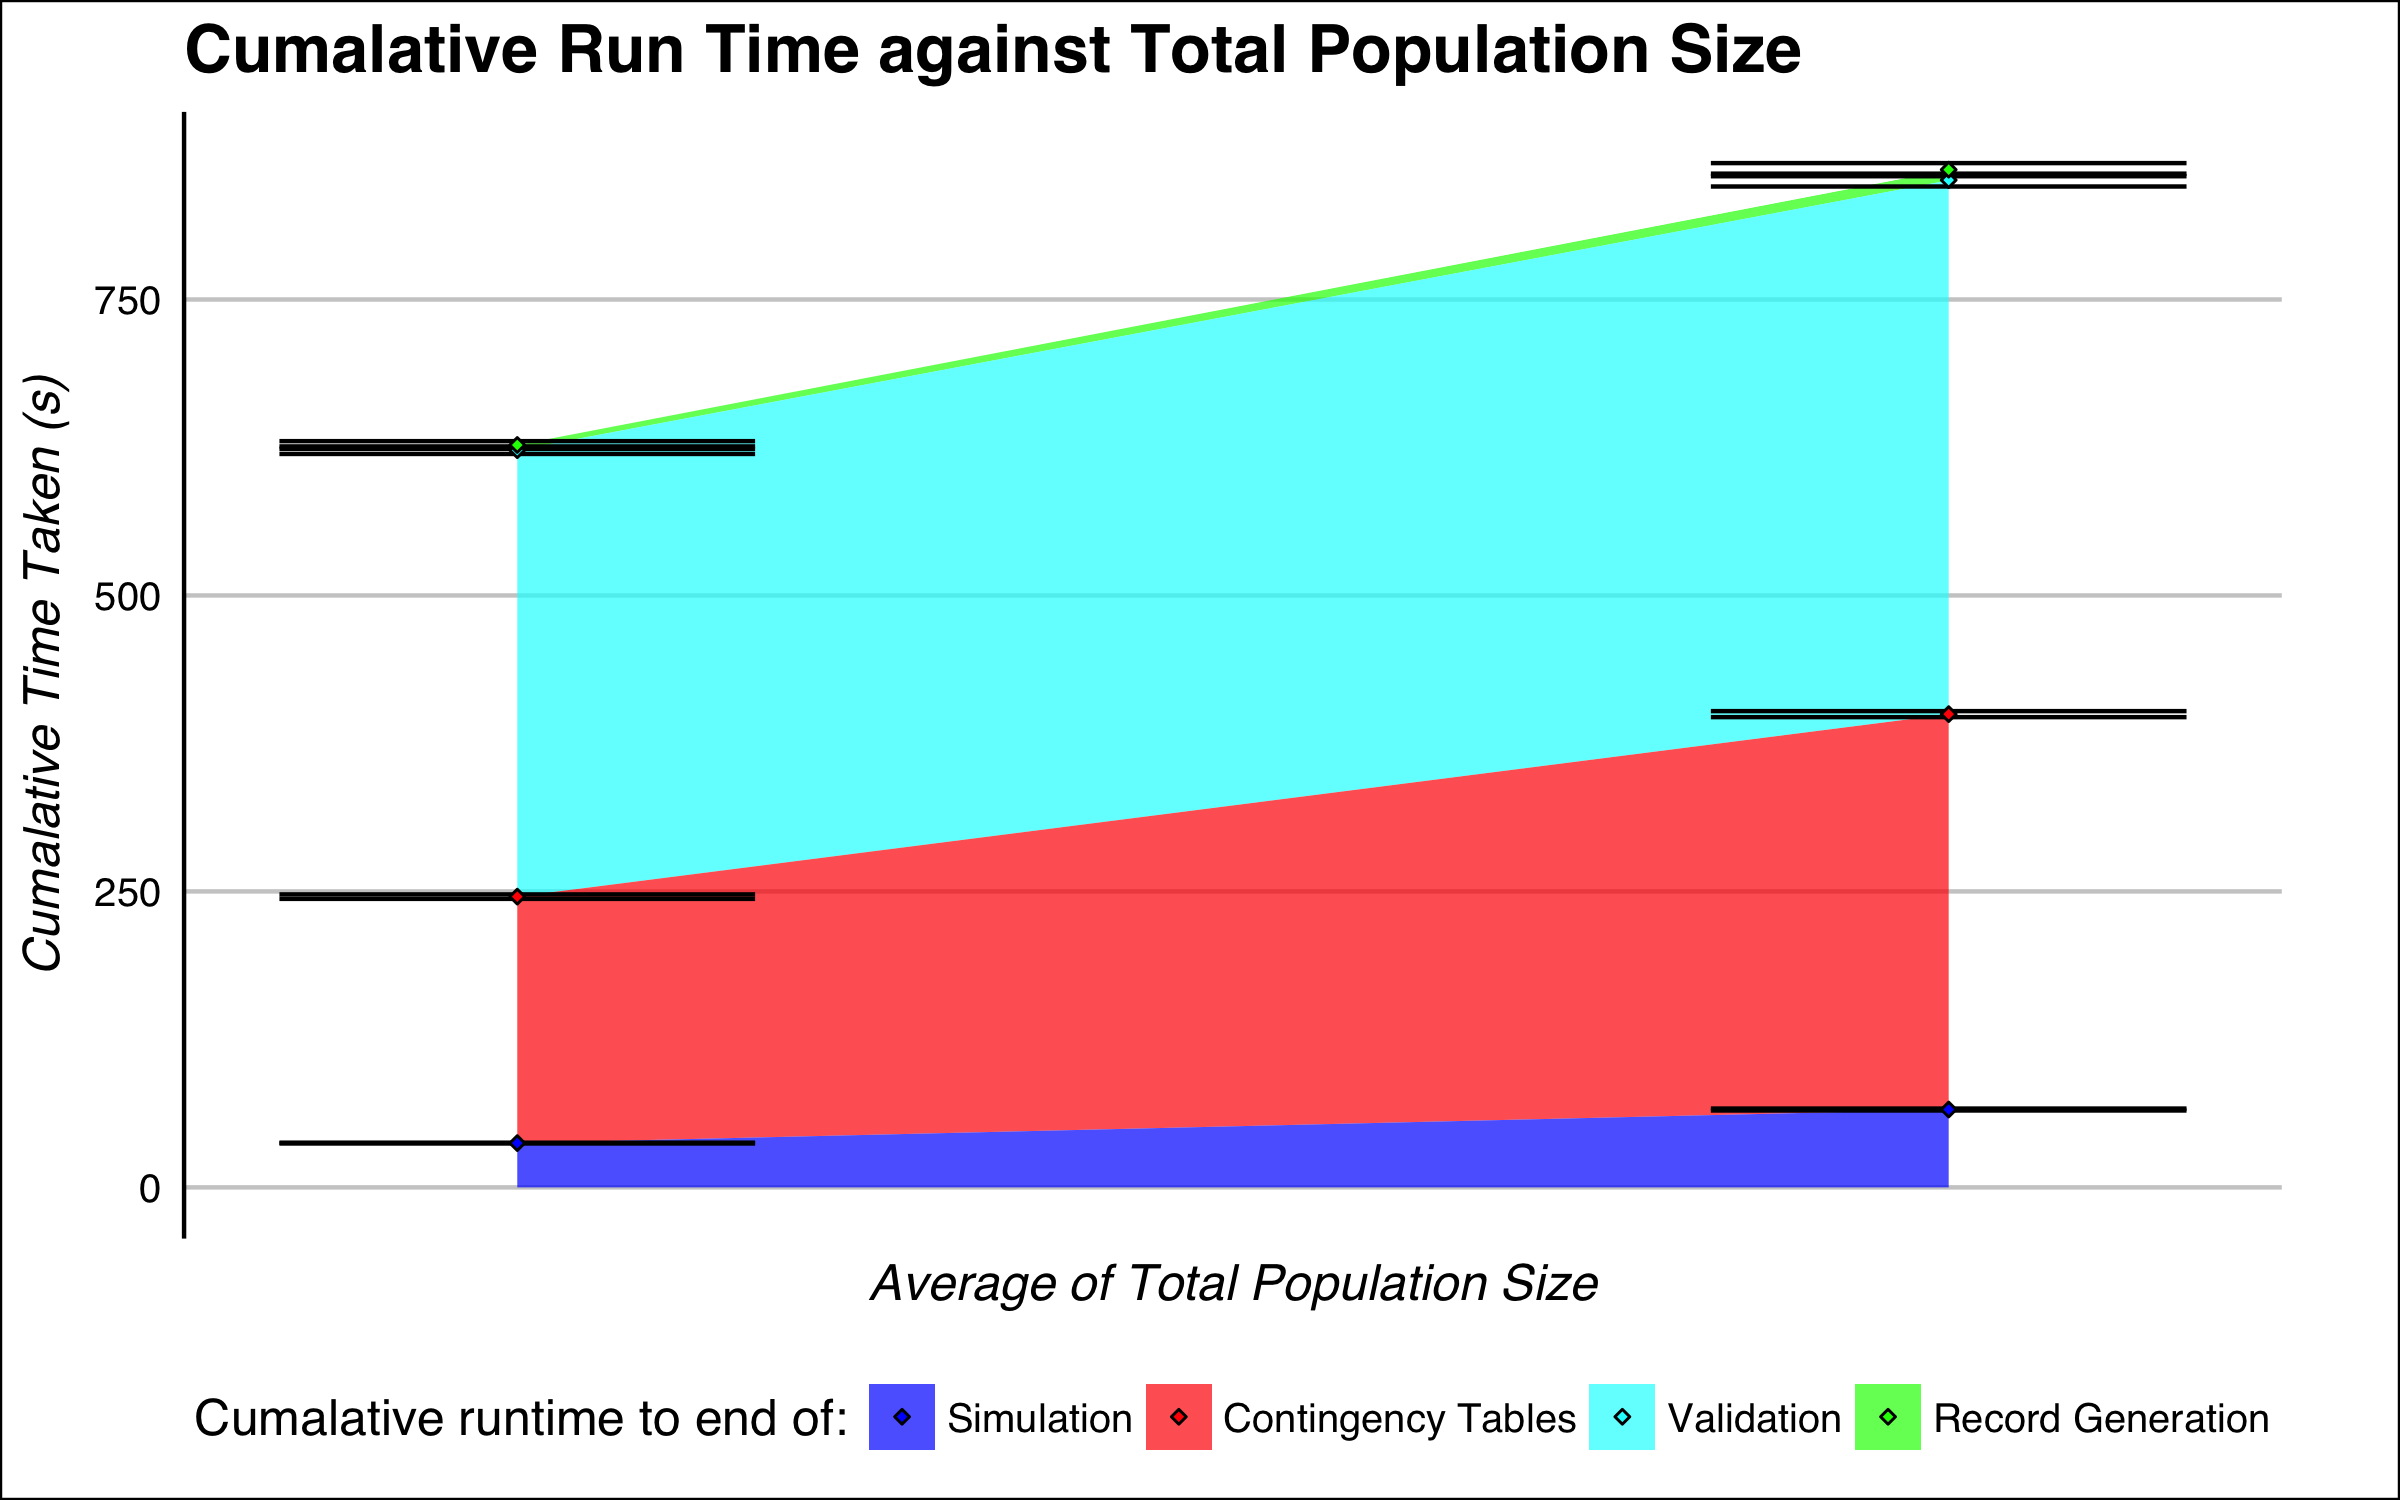 Cumalative Run Time against Total Population Size
Cumalative Time Taken (s)
750
500
250
0
Average of Total Population Size
Cumalative runtime to end of: Simulation Contingency Tables Validation Record Generation